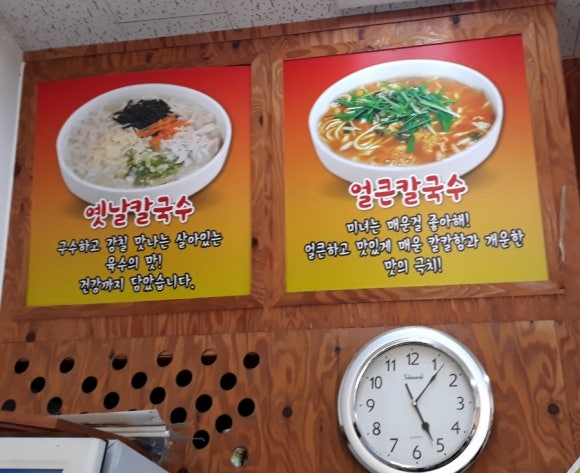 옛날칼국수
구수하고 감칠 맛나는 살아있는
육수의 맛!
건강까지 담았습니다.
얼큰칼국수
미녀는 매운걸 좋아해!
얼큰하고 맛있게 매운 칼칼함과 개운한
맛의 극치!
12
1
2
3
4
5
6
7
8
9
10
11
QUARTZ